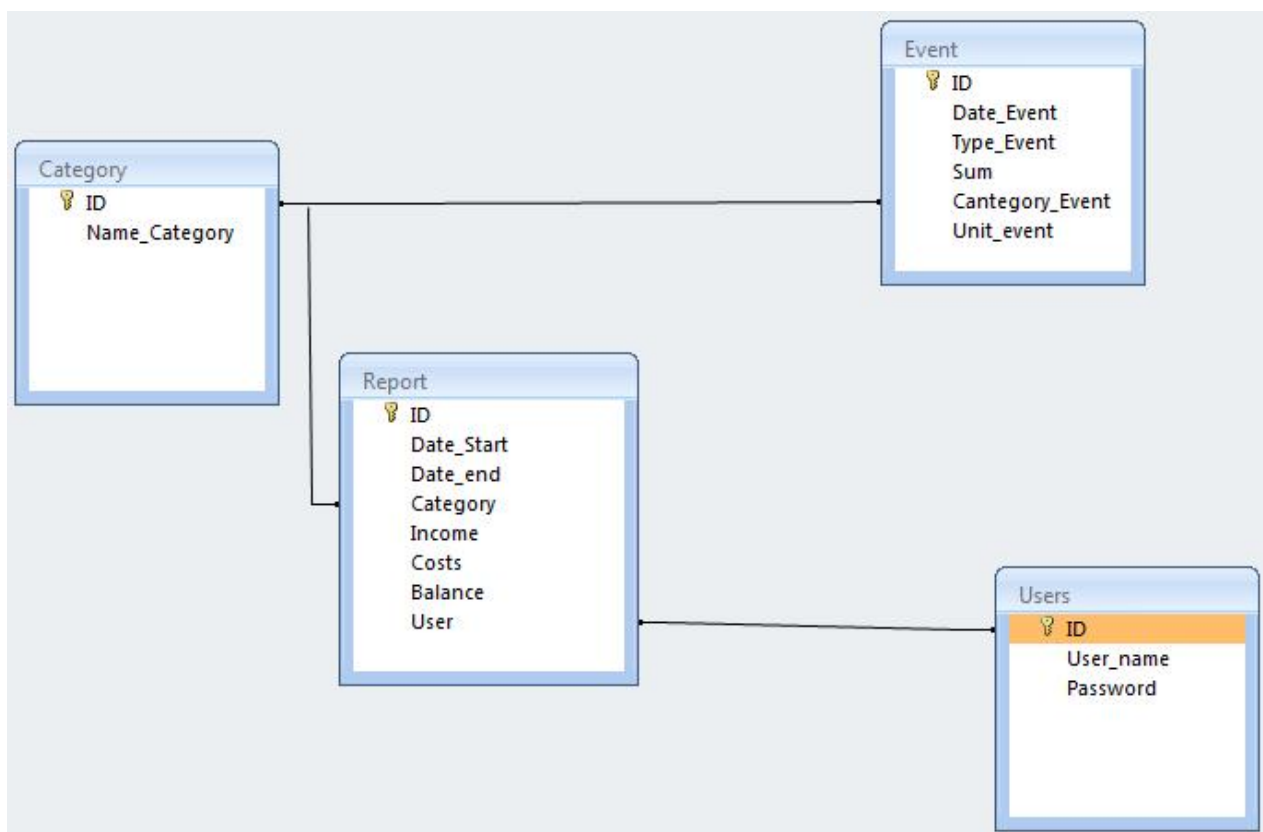 Event
ID
Date_Event
Type_Event
Sum
Cantegory_Event
Unit_event
Category
ID
Name_Category
Report
ID
Date_Start
Date_end
Category
Income
Costs
Balance
User
Users
ID
User_name
Password